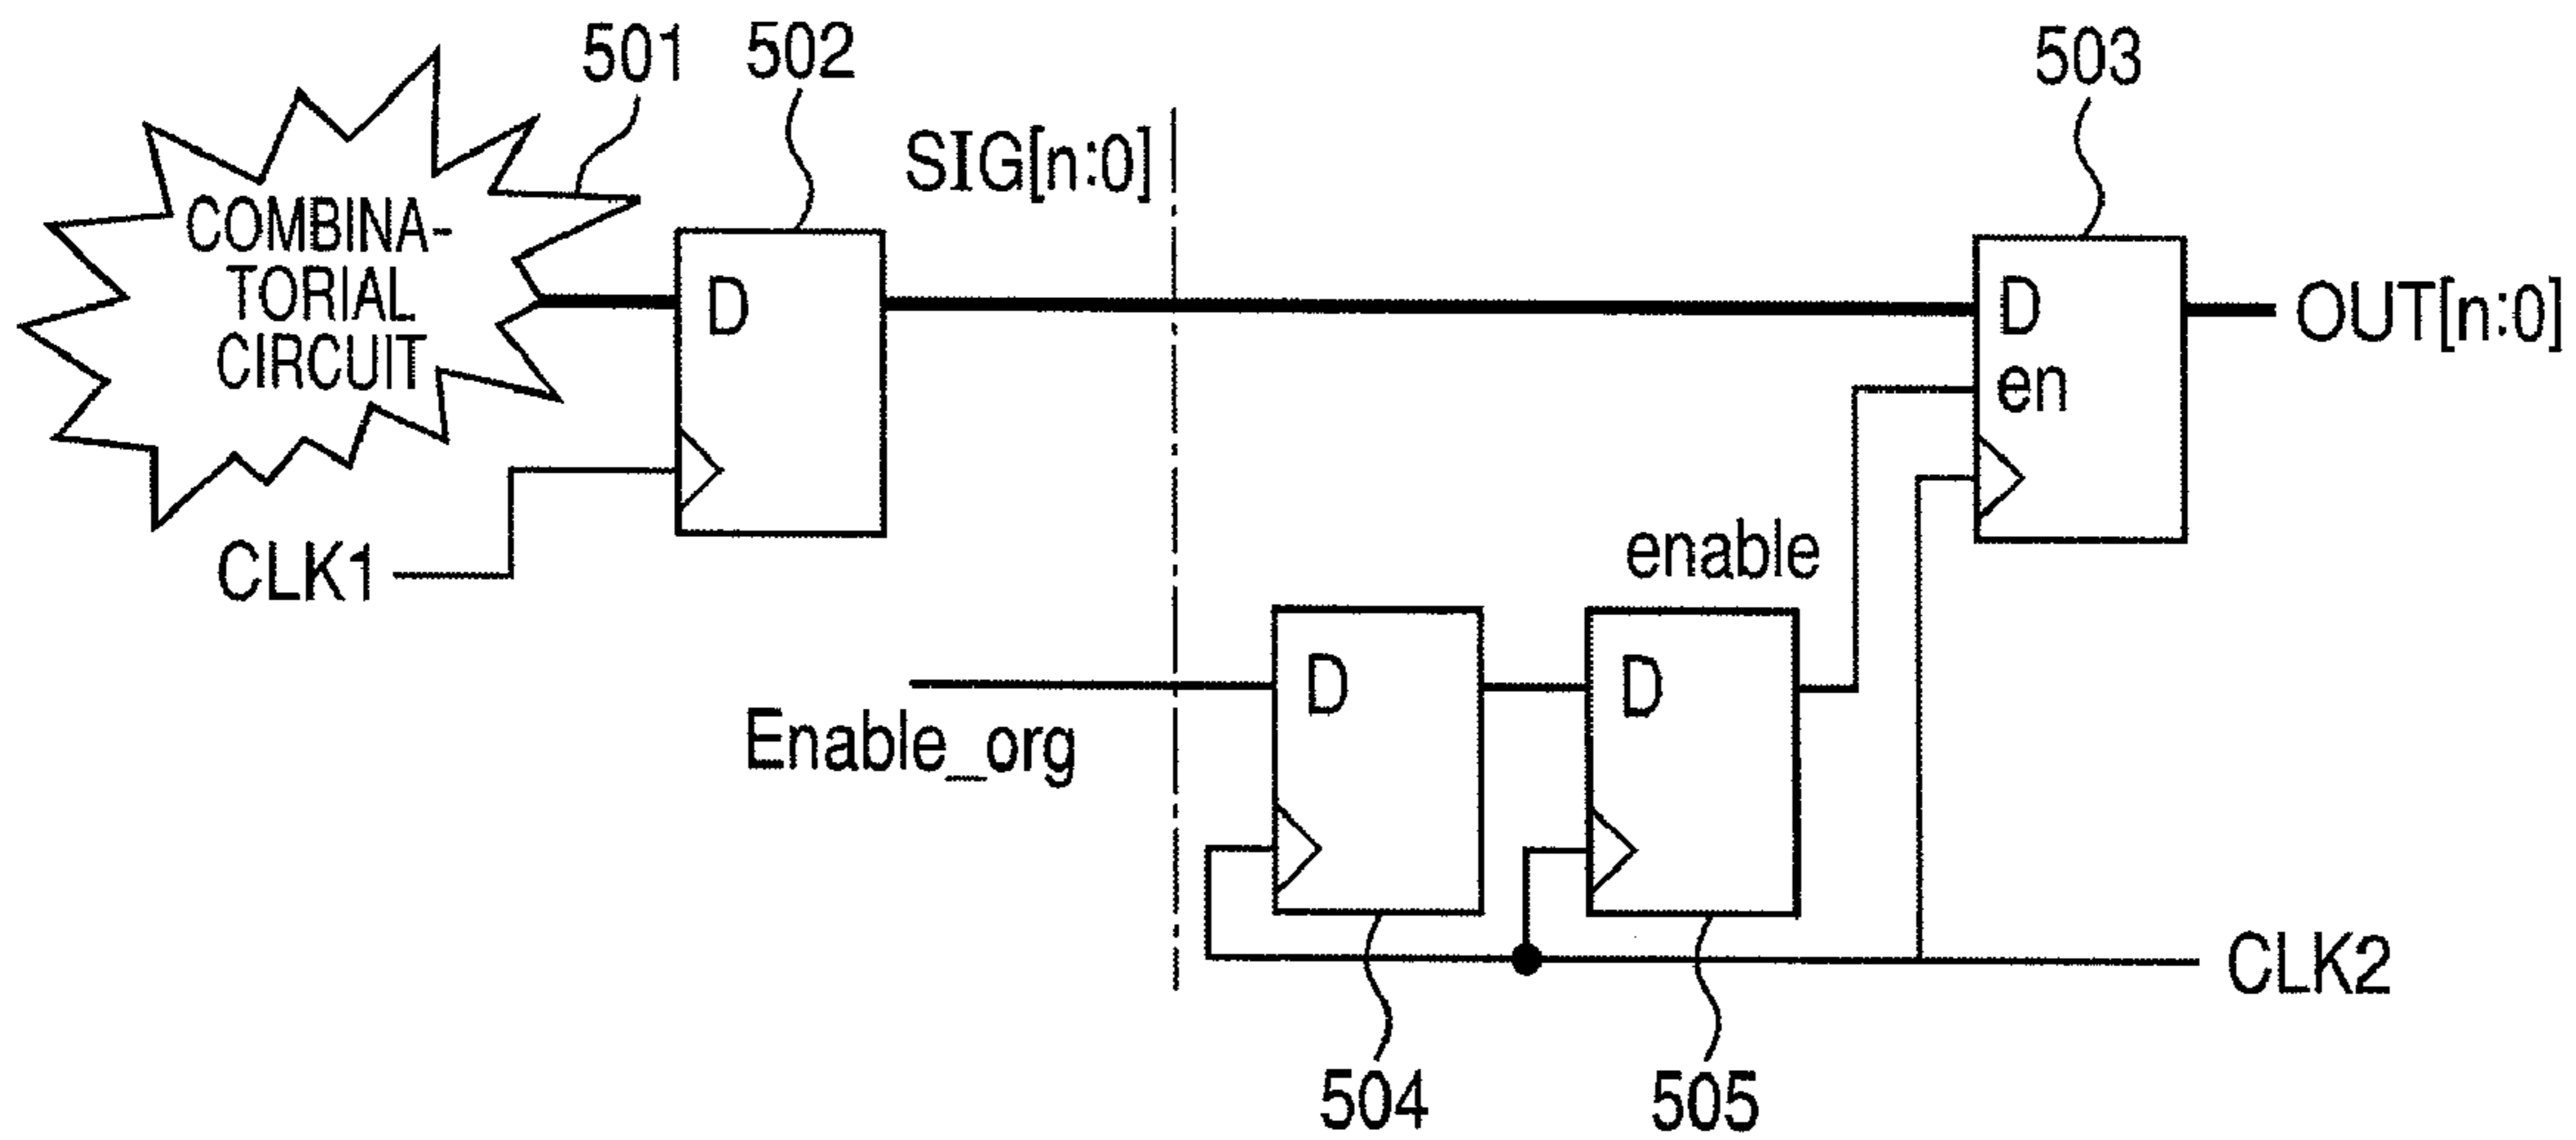 501
502
503
SIG[n:0]
COMBINA-
TORIAL
CIRCUIT
D
D
en
OUT[n:0]
CLK1
enable
D
D
Enable_org
CLK2
504
505